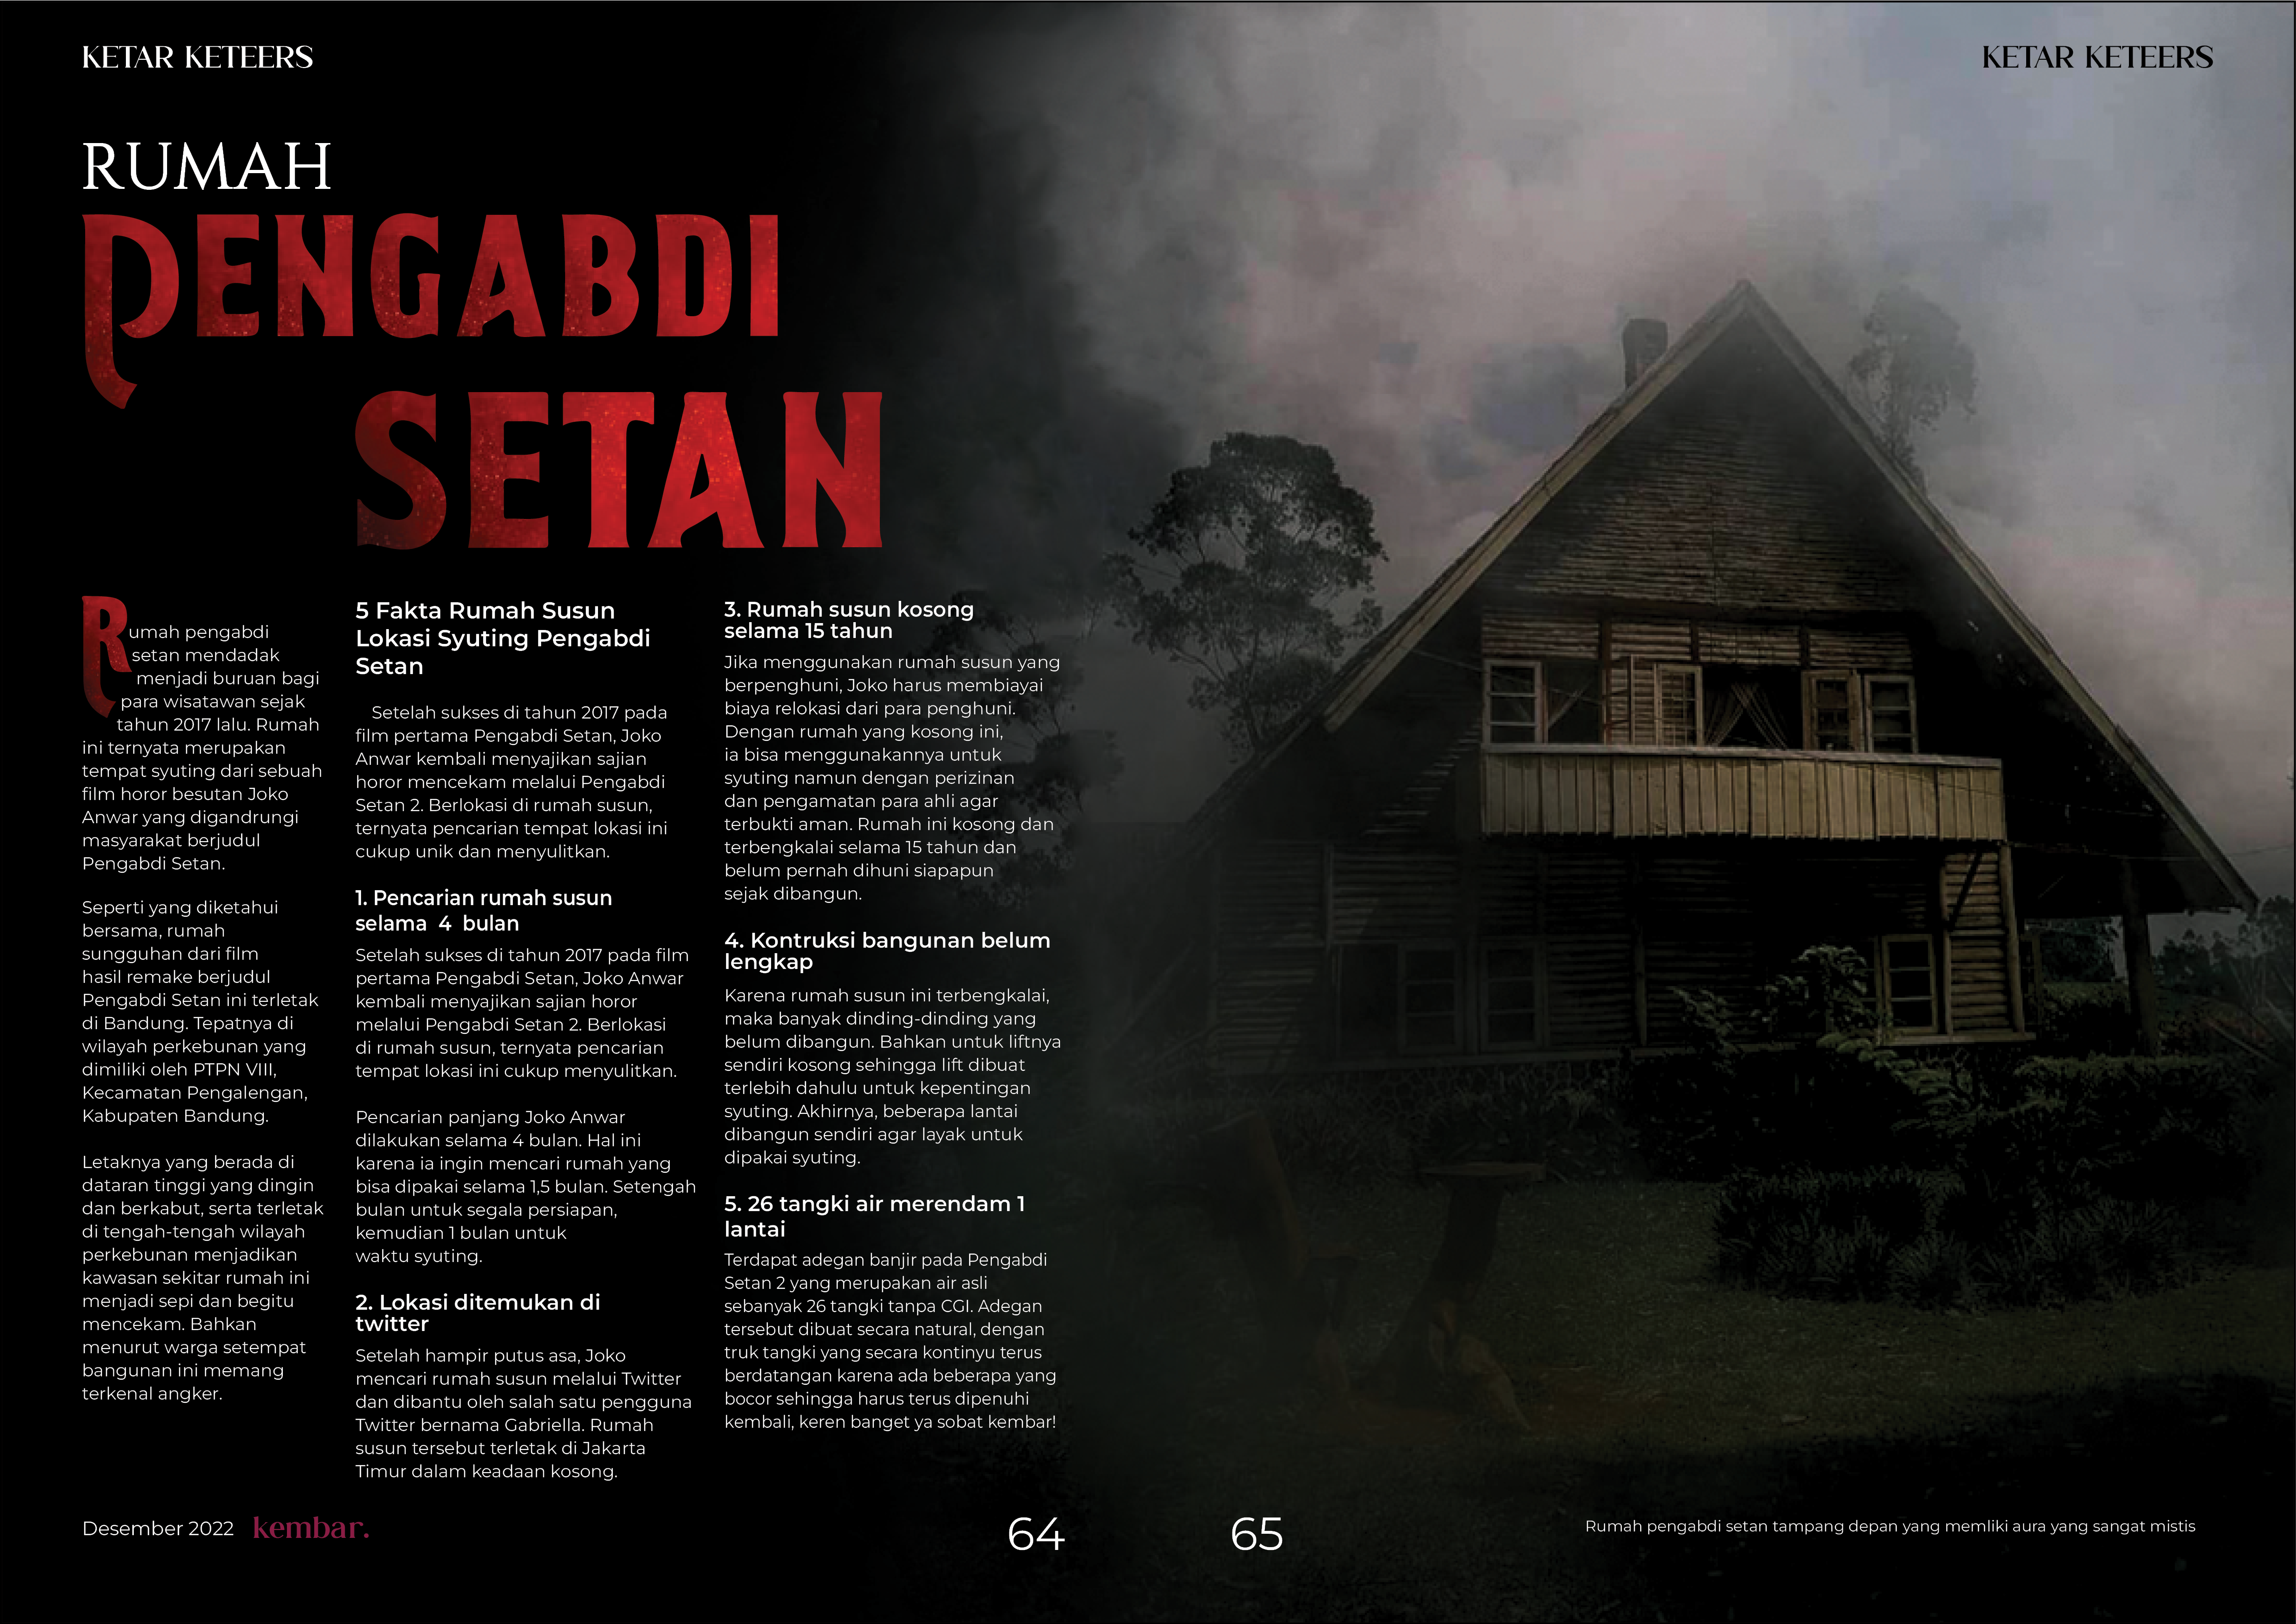 KETAR KETEERS
KETAR KETEERS
RUMAH
PENGABDI
SETAN
Rumah pengabdi
setan mendadak
menjadi buruan bagi
para wisatawan sejak
tahun 2017 lalu. Rumah
ini ternyata merupakan
tempat syuting dari sebuah
film horor besutan Joko
Anwar yang digandrungi
masyarakat berjudul
Pengabdi Setan.
Seperti yang diketahui
bersama, rumah
sungguhan dari film
hasil remake berjudul
Pengabdi Setan ini terletak
di Bandung. Tepatnya di
wilayah perkebunan yang
dimiliki oleh PTPN VIII,
Kecamatan Pengalengan,
Kabupaten Bandung.
Letaknya yang berada di
dataran tinggi yang dingin
dan berkabut, serta terletak
di tengah-tengah wilayah
perkebunan menjadikan
kawasan sekitar rumah ini
menjadi sepi dan begitu
mencekam. Bahkan
menurut warga setempat
bangunan ini memang
terkenal angker.
5 Fakta Rumah Susun
Lokasi Syuting Pengabdi
Setan
Setelah sukses di tahun 2017 pada
film pertama Pengabdi Setan, Joko
Anwar kembali menyajikan sajian
horor mencekam melalui Pengabdi
Setan 2. Berlokasi di rumah susun,
ternyata pencarian tempat lokasi ini
cukup unik dan menyulitkan.
1. Pencarian rumah susun
selama 4 bulan
Setelah sukses di tahun 2017 pada film
pertama Pengabdi Setan, Joko Anwar
kembali menyajikan sajian horor
melalui Pengabdi Setan 2. Berlokasi
di rumah susun, ternyata pencarian
tempat lokasi ini cukup menyulitkan.
Pencarian panjang Joko Anwar
dilakukan selama 4 bulan. Hal ini
karena ia ingin mencari rumah yang
bisa dipakai selama 1,5 bulan. Setengah
bulan untuk segala persiapan,
kemudian 1 bulan untuk
waktu syuting.
2. Lokasi ditemukan di
twitter
Setelah hampir putus asa, Joko
mencari rumah susun melalui Twitter
dan dibantu oleh salah satu pengguna
Twitter bernama Gabriella. Rumah
susun tersebut terletak di Jakarta
Timur dalam keadaan kosong.
3. Rumah susun kosong
selama 15 tahun
Jika menggunakan rumah susun yang
berpenghuni, Joko harus membiayai
biaya relokasi dari para penghuni.
Dengan rumah yang kosong ini,
ia bisa menggunakannya untuk
syuting namun dengan perizinan
dan pengamatan para ahli agar
terbukti aman. Rumah ini kosong dan
terbengkalai selama 15 tahun dan
belum pernah dihuni siapapun
sejak dibangun.
4. Kontruksi bangunan belum
lengkap
Karena rumah susun ini terbengkalai,
maka banyak dinding-dinding yang
belum dibangun. Bahkan untuk liftnya
sendiri kosong sehingga lift dibuat
terlebih dahulu untuk kepentingan
syuting. Akhirnya, beberapa lantai
dibangun sendiri agar layak untuk
dipakai syuting.
5. 26 tangki air merendam 1
lantai
Terdapat adegan banjir pada Pengabdi
Setan 2 yang merupakan air asli
sebanyak 26 tangki tanpa CGI. Adegan
tersebut dibuat secara natural, dengan
truk tangki yang secara kontinyu terus
berdatangan karena ada beberapa yang
bocor sehingga harus terus dipenuhi
kembali, keren banget ya sobat kembar!
Desember 2022 kembar.
64
65
Rumah pengabdi setan tampang depan yang memliki aura yang sangat mistis